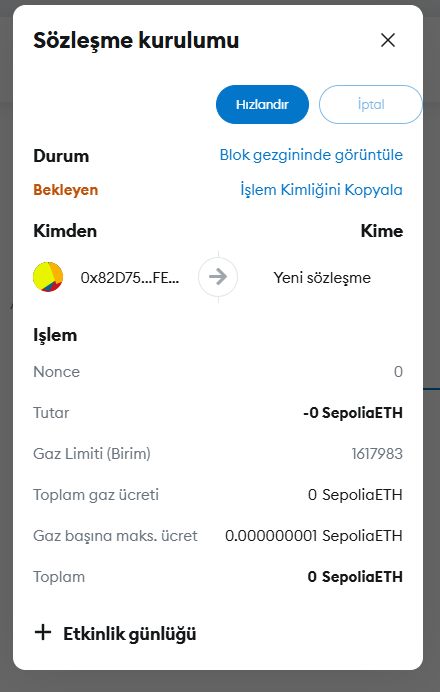 Sözleşme kurulumu
Hızlandır
İptal
Durum
Blok gezgininde görüntüle
Bekleyen
İşlem Kimliğini Kopyala
Kimden
Kime
0x82D75...FE...
Yeni sözleşme
Işlem
Nonce
0
Tutar
-0 SepoliaETH
Gaz Limiti (Birim)
1617983
Toplam gaz ücreti
0 SepoliaETH
Gaz başına maks. ücret
0.000000001 SepoliaETH
Toplam
0 SepoliaETH
+ Etkinlik günlüğü